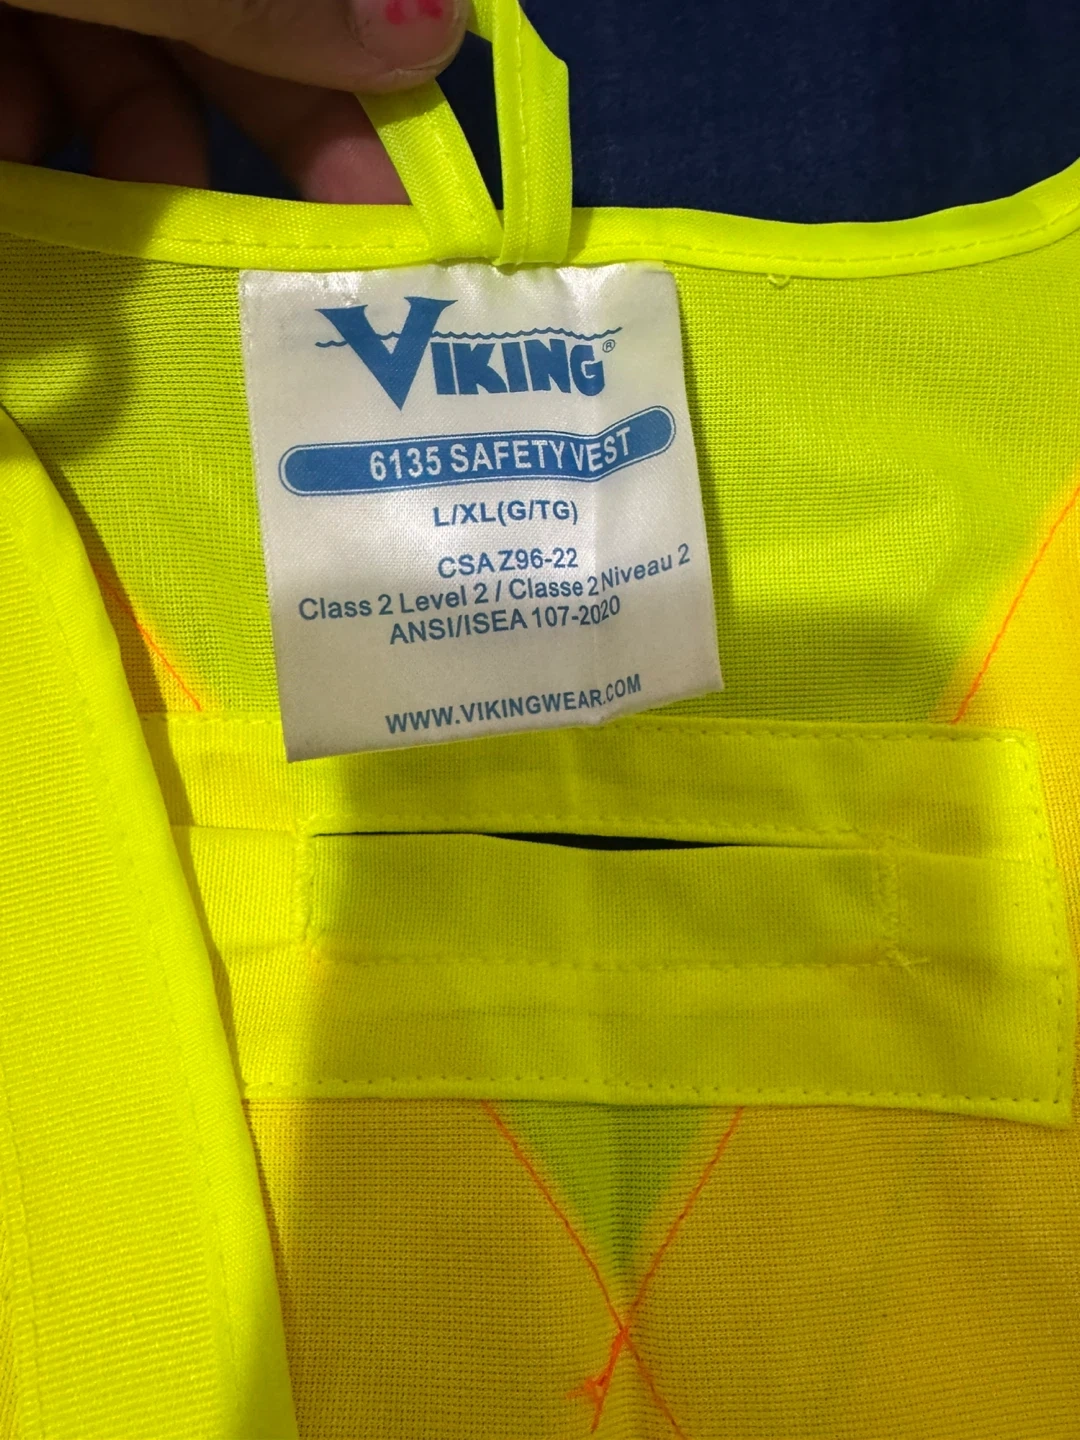 VIKING®
6135 SAFETY VEST
L/XL(G/TG)
CSA Z96-22
Class 2 Level 2 / Classe 2 Niveau 2
ANSI/ISEA 107-2020
WWW.VIKINGWEAR.COM